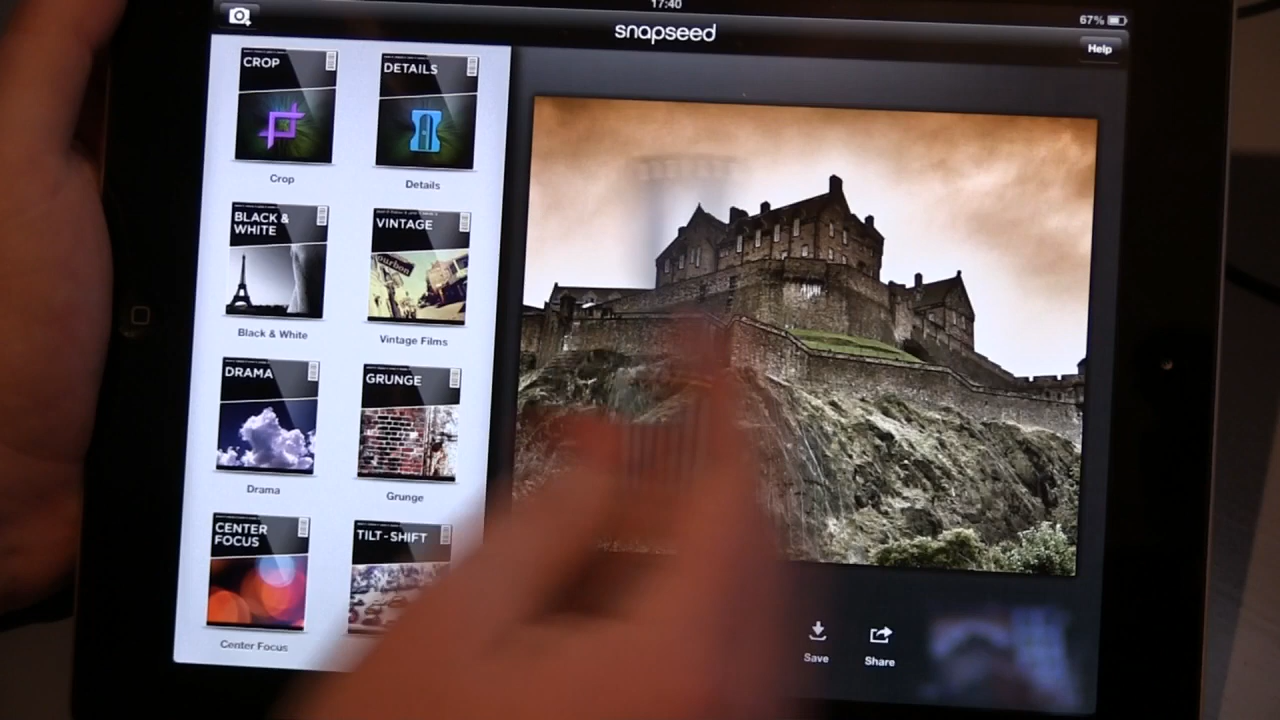 17:40
67%
snapseed
Help
CROP
DETAILS
Crop
Details
BLACK &
WHITE
VINTAGE
ourbon
Black & White
Vintage Films
DRAMA
GRUNGE
Drama
Grunge
CENTER
FOCUS
TILT-SHIFT
Center Focus
Save
Share